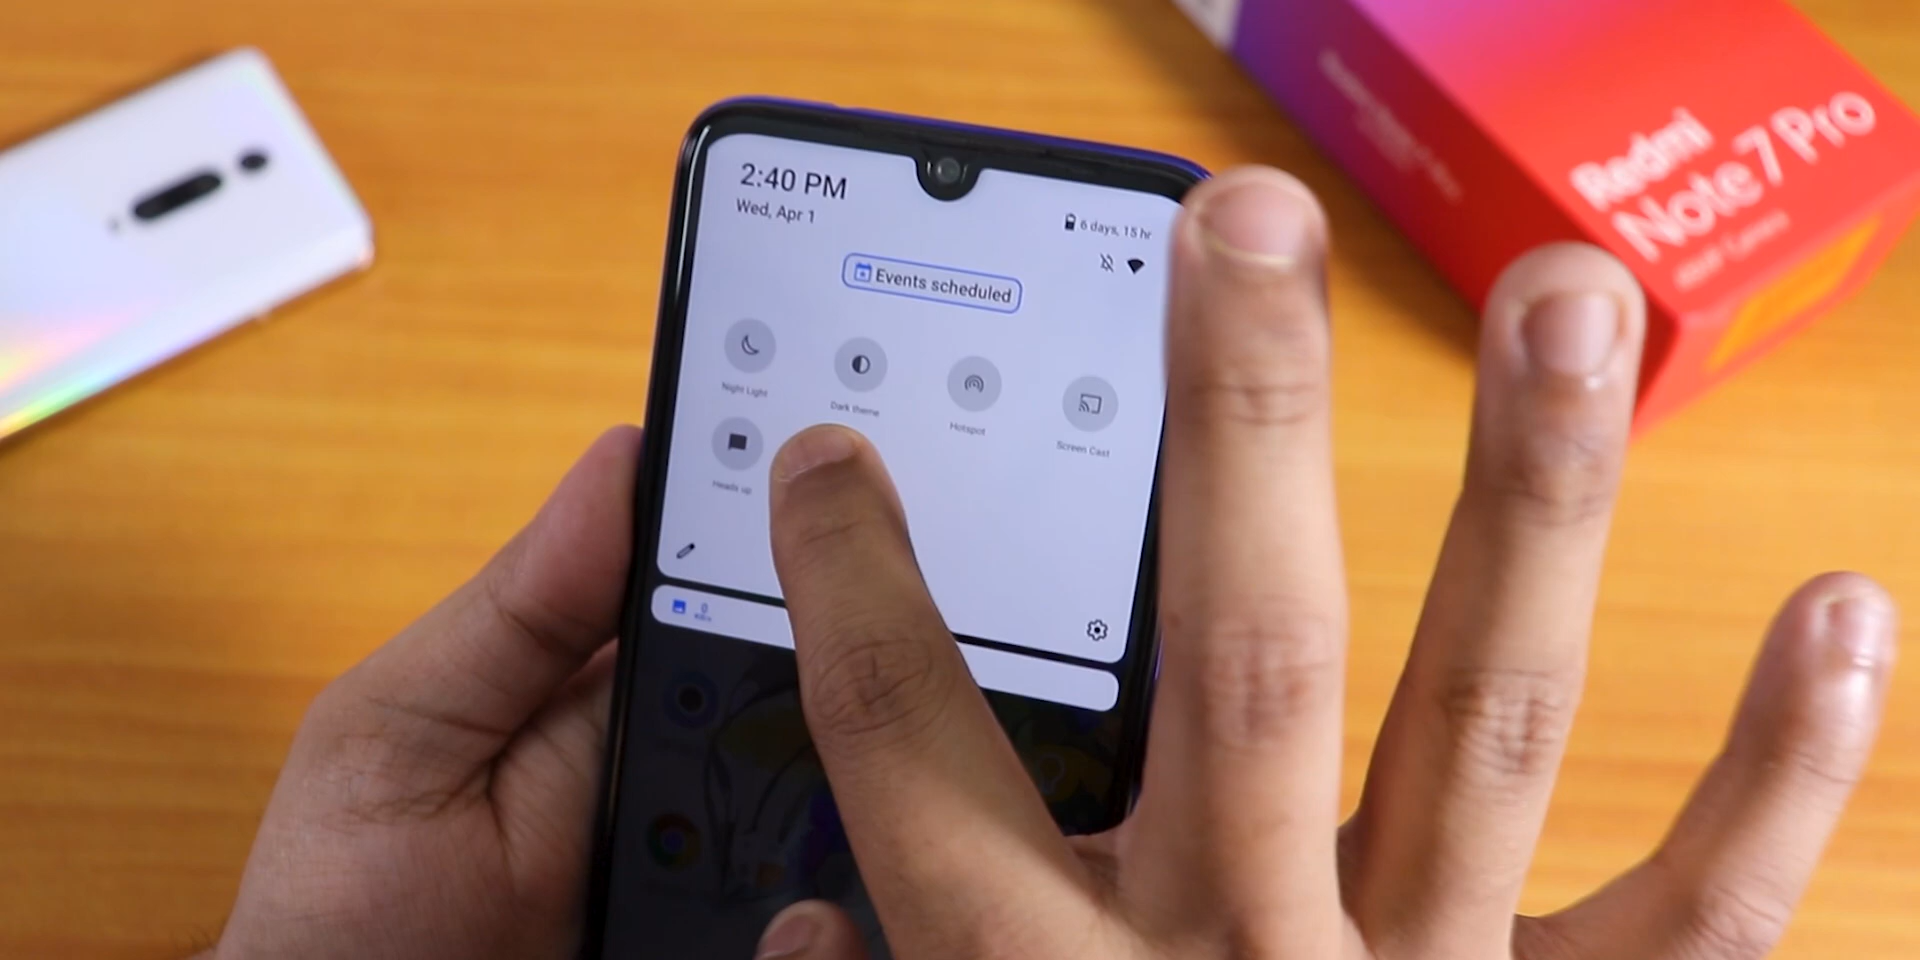 2:40 PM
Wed, Apr 1
6 days, 15 hr
Events scheduled
Night Light
Dark theme
Hotspot
Screen Cast
Heads up
0
Redmi
Note 7 Pro